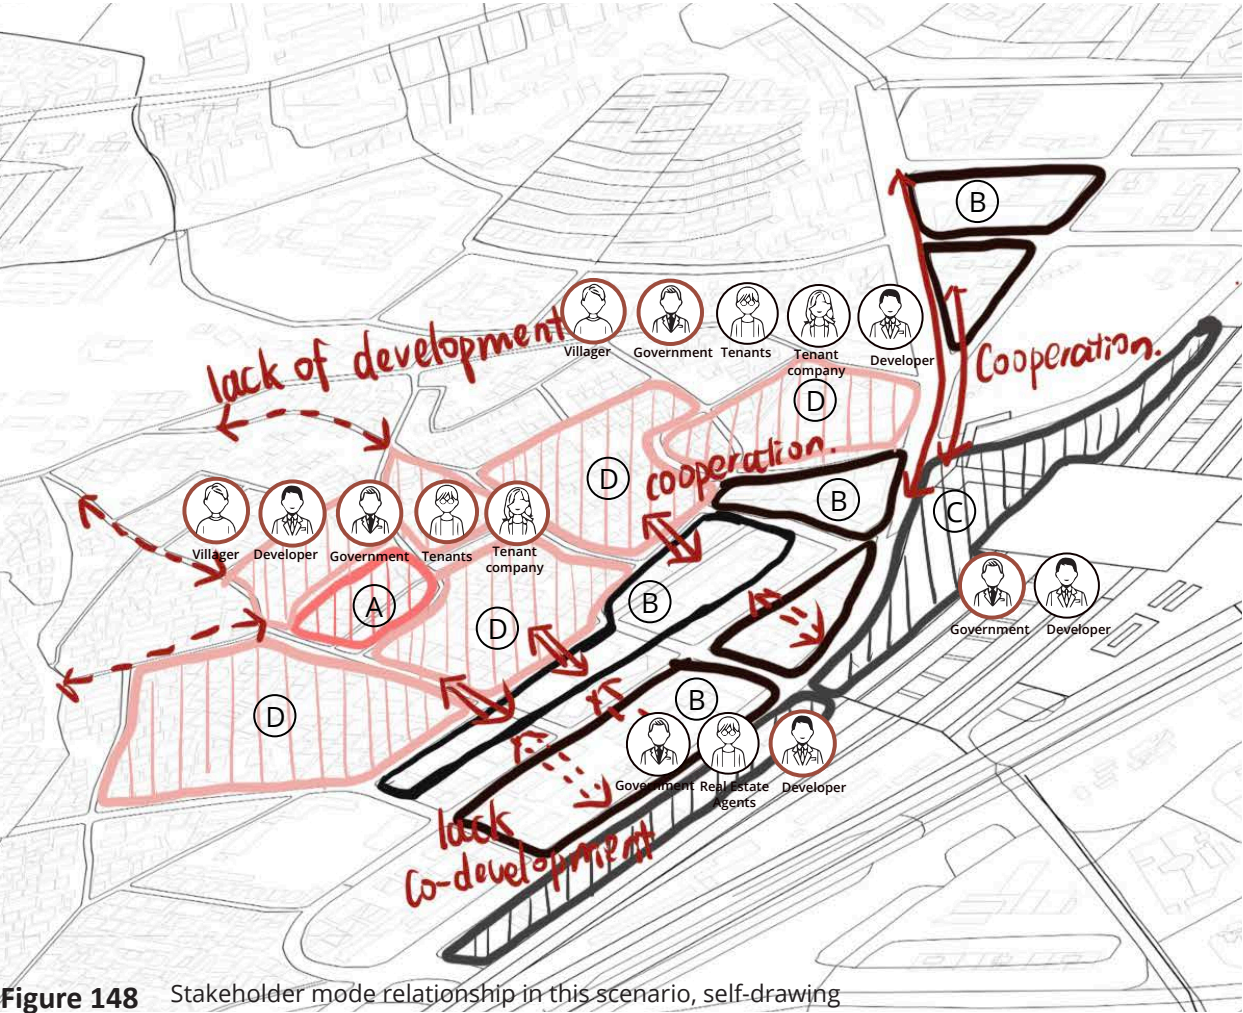 B
Cooperation.
lack of development
Villager
Government
Tenants
Tenant
company
Developer
D
D
cooperation.
B
C
Villager
Developer
Government
Tenants
Tenant
company
A
D
B
Government
Developer
D
B
Government
Real Estate
Agents
Developer
lack
co-development
Figure 148 Stakeholder mode relationship in this scenario, self-drawing